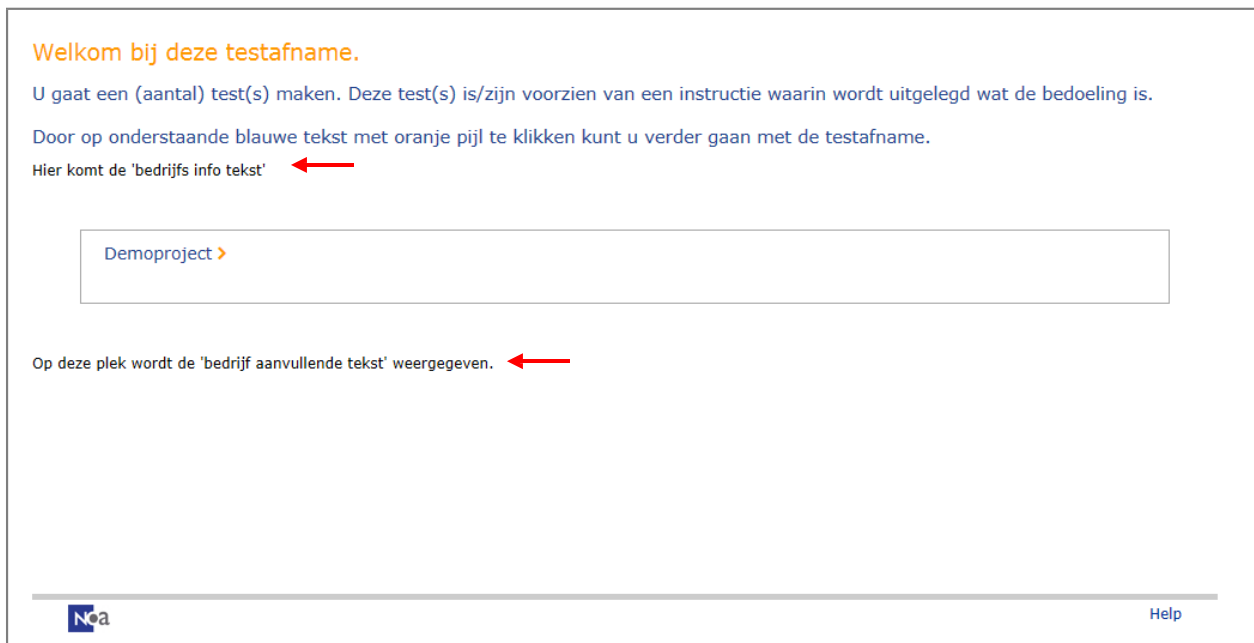 Welkom bij deze testafname.
U gaat een (aantal) test(s) maken. Deze test(s) is/zijn voorzien van een instructie waarin wordt uitgelegd wat de bedoeling is.
Door op onderstaande blauwe tekst met oranje pijl te klikken kunt u verder gaan met de testafname.
Hier komt de 'bedrijfs info tekst'
Demoproject >
Op deze plek wordt de 'bedrijf aanvullende tekst' weergegeven.
Noa
Help